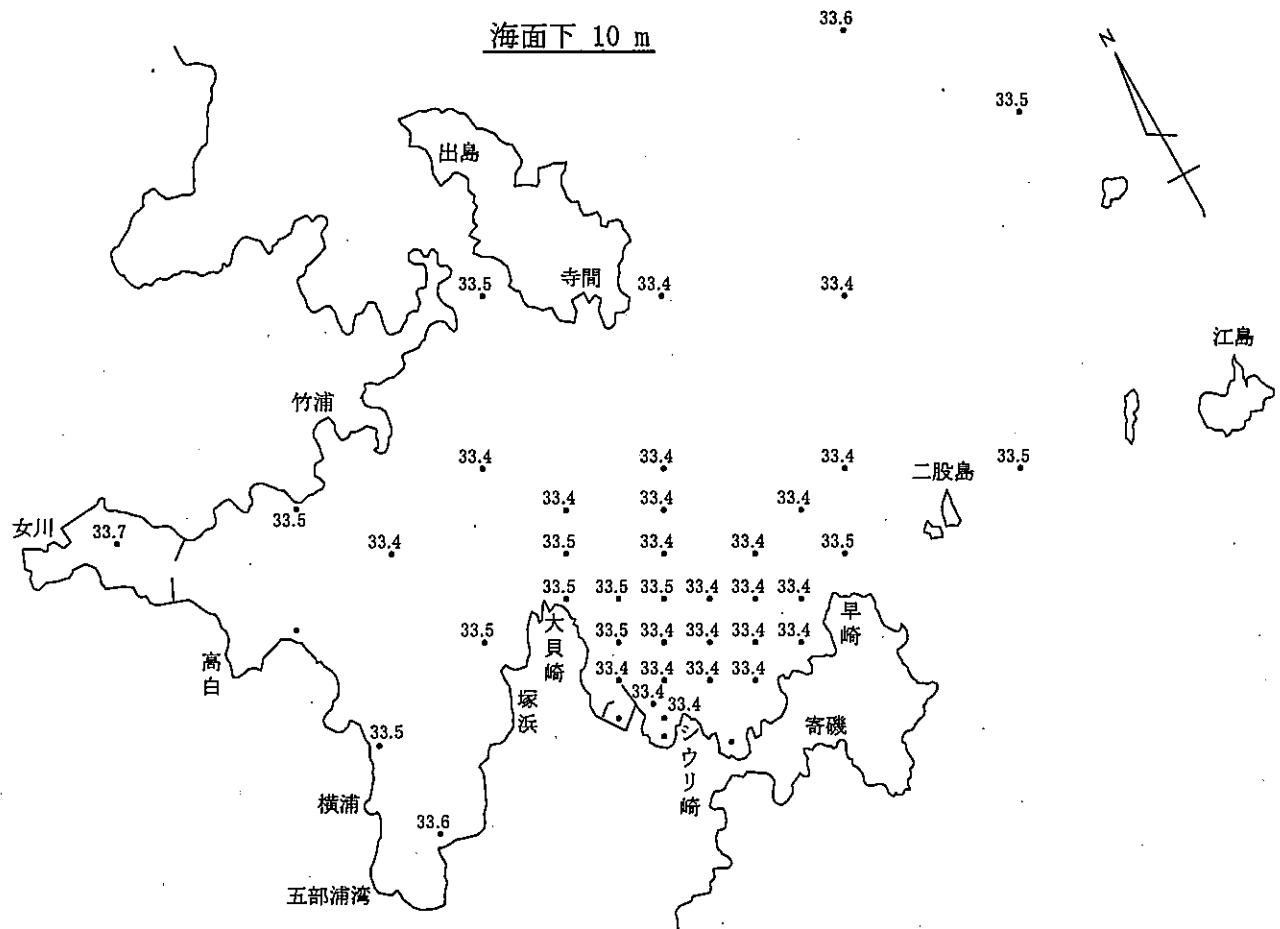 33.6
海面下 10 m
N
33.5
出島
寺間
33.5 33.4 33.4
江島
竹浦
33.4 33.4 33.4 33.5
二股島
33.5 33.4 33.4 33.4
女川
33.7
33.4 33.5 33.4 33.4 33.5
33.5 33.5 33.5 33.4 33.4 33.4
大貝崎
早崎
33.5 33.5 33.4 33.4 33.4 33.4
高白
33.4 33.4 33.4 33.4
塚浜
33.4 33.4
シウリ崎
寄磯
33.5
横浦
33.6
五部浦湾